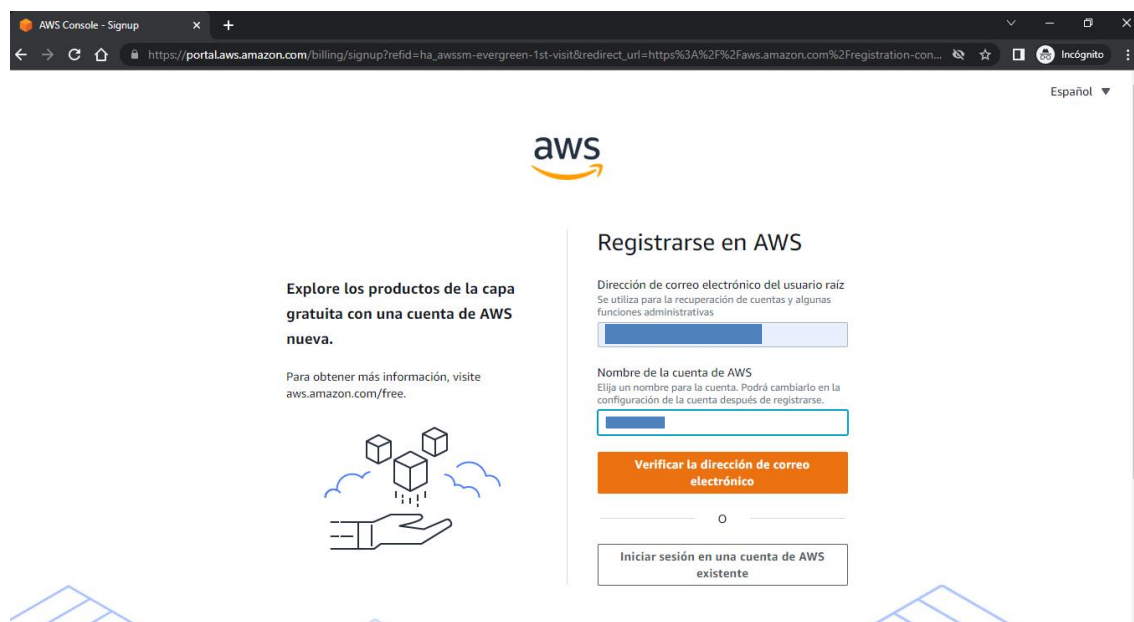 AWS Console - Signup
https://portal.aws.amazon.com/billing/signup?refid=ha_awssm-evergreen-1st-visit&redirect_url=https%3A%2F%2Faws.amazon.com%2Fregistration-con...
Incógnito
Español
aws
Explore los productos de la capa
gratuita con una cuenta de AWS
nueva.
Para obtener más información, visite
aws.amazon.com/free.
Registrarse en AWS
Dirección de correo electrónico del usuario raíz
Se utiliza para la recuperación de cuentas y algunas
funciones administrativas
Nombre de la cuenta de AWS
Elija un nombre para la cuenta. Podrá cambiarlo en la
configuración de la cuenta después de registrarse.
Verificar la dirección de correo
electrónico
O
Iniciar sesión en una cuenta de AWS
existente